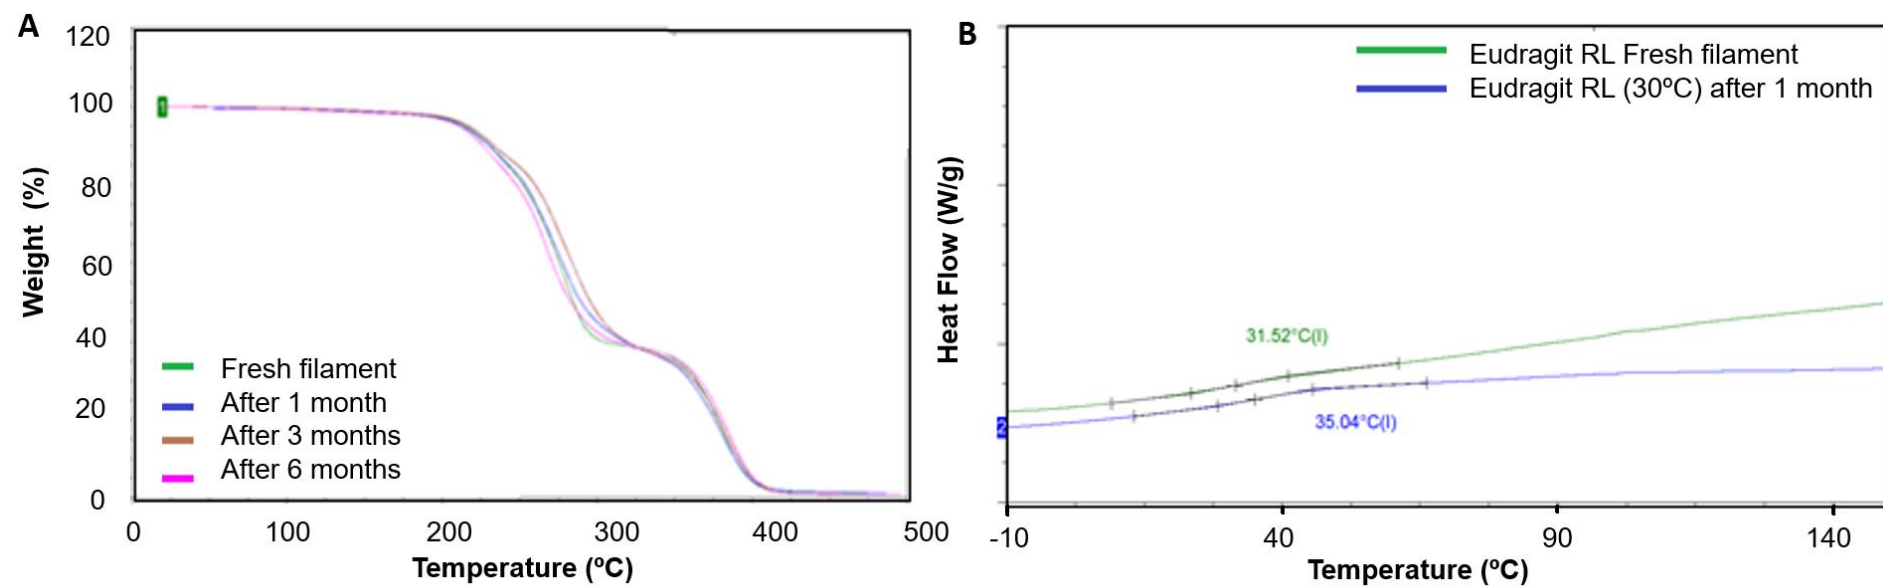 A
120
100
80
60
40
20
0
Weight (%)
1
Fresh filament
After 1 month
After 3 months
After 6 months
0
100
200
300
400
500
Temperature (ºC)
B
Eudragit RL Fresh filament
Eudragit RL (30ºC) after 1 month
Heat Flow (W/g)
31.52°C(I)
35.04°C(I)
2
-10
40
90
140
Temperature (ºC)